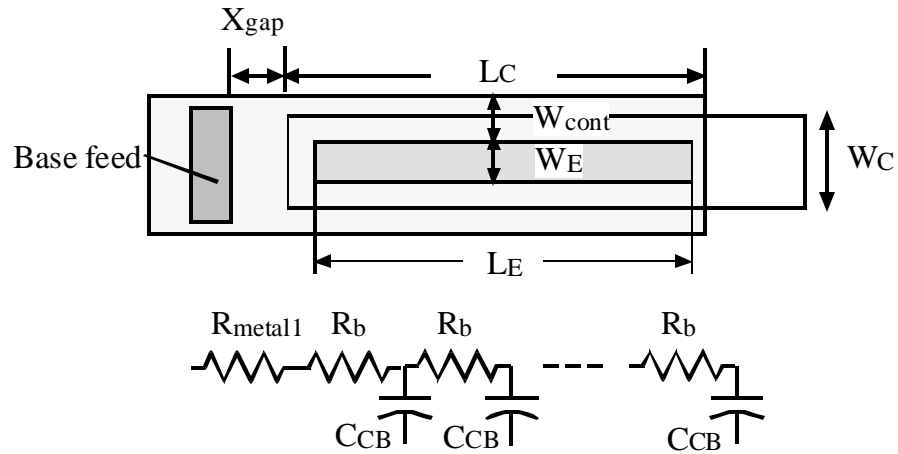 Xgap
LC
Wcont
Base feed
WE
WC
LE
Rmetal1 Rb Rb Rb
CCB CCB CCB